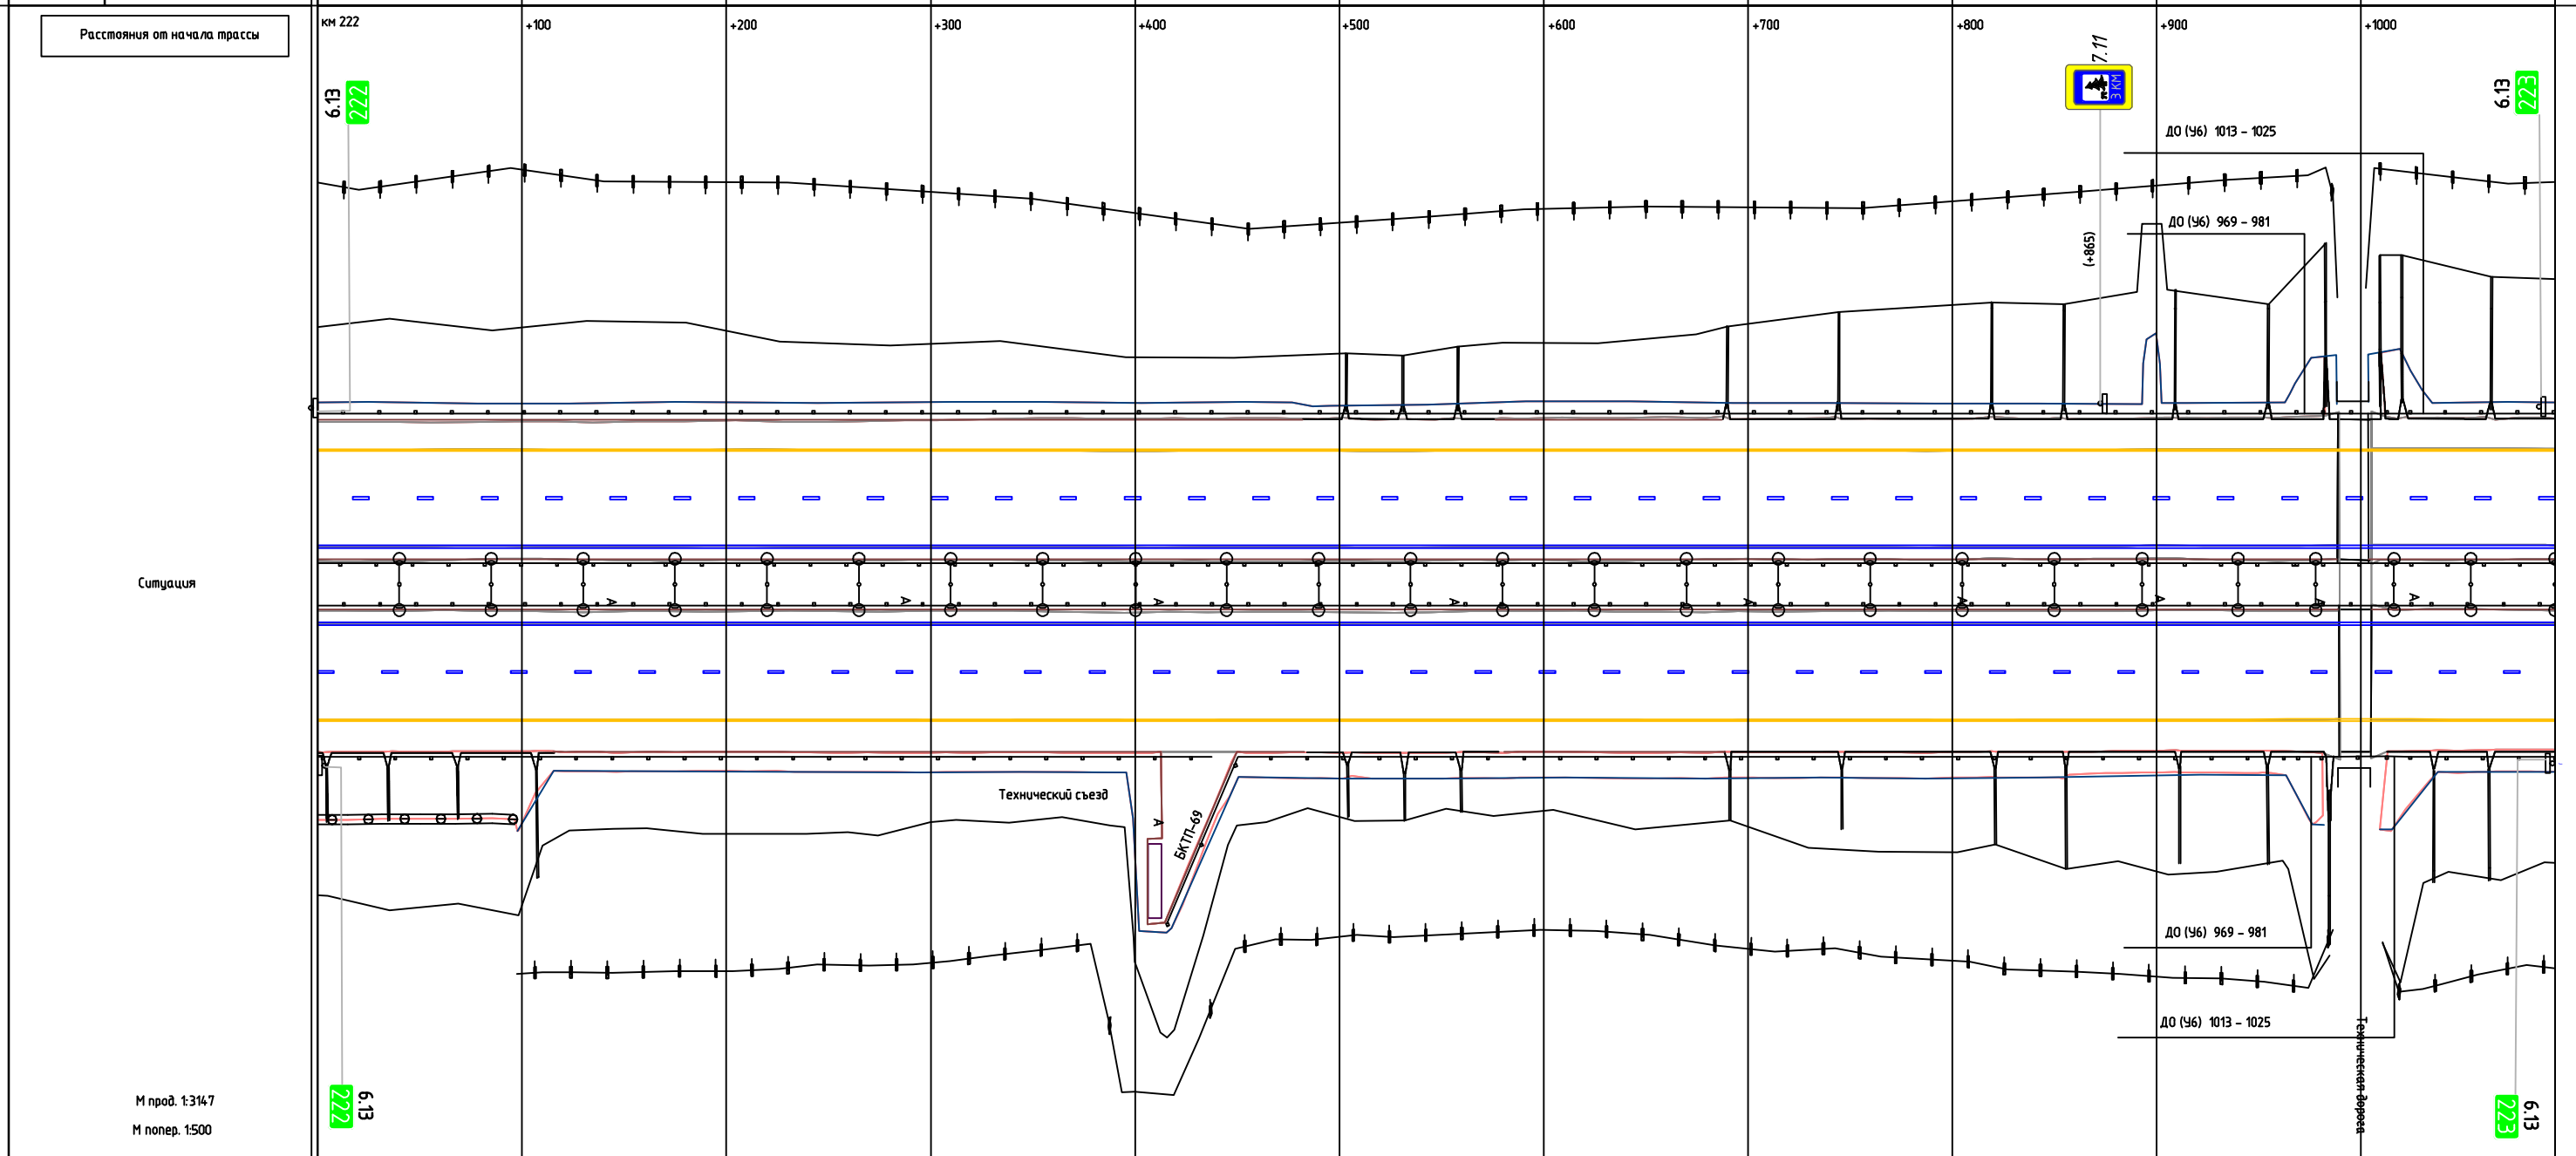 Расстояния от начала трассы
км 222
+100
+200
+300
+400
+500
+600
+700
+800
+900
+1000
6.13
222
7.11
3 КМ
6.13
223
ДО (У6) 1013 - 1025
ДО (У6) 969 - 981
(+865)
Ситуация
А
А
А
А
А
А
А
А
А
Технический съезд
А
БКТП-69
ДО (У6) 969 - 981
ДО (У6) 1013 - 1025
Техническая дорога
М прод. 1:3147
М попер. 1:500
222
6.13
223
6.13